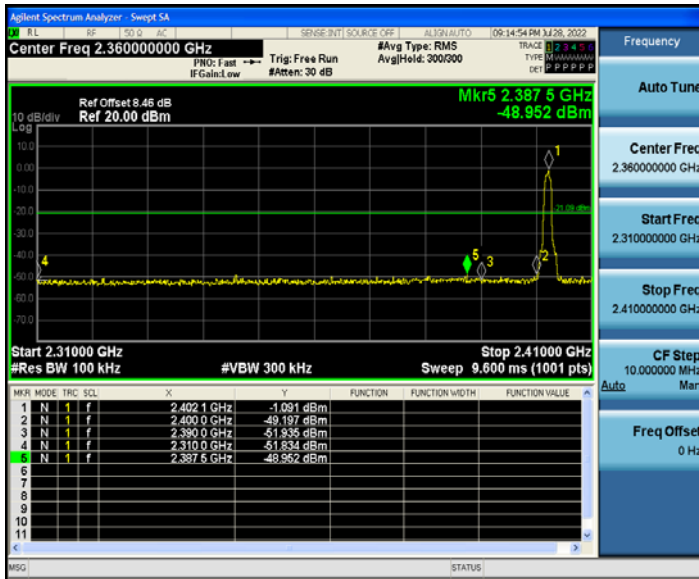 Agilent Spectrum Analyzer - Swept SA
RL RF 50 Ω AC SENSE:INT SOURCE OFF ALIGN AUTO 09:14:54 PM Jul 28, 2022
Center Freq 2.360000000 GHz
PNO: Fast
IFGain:Low
Trig: Free Run
#Atten: 30 dB
#Avg Type: RMS
Avg|Hold: 300/300
TRACE 1 2 3 4 5 6
TYPE M
DET P P P P P P
Ref Offset 8.46 dB
Ref 20.00 dBm
10 dB/div
Log
Mkr5 2.387 5 GHz
-48.952 dBm
10.0
0.00
-10.0
-20.0
-30.0
-40.0
-50.0
-60.0
-70.0
-21.09 dBm
1
2
3
4
5
Start 2.31000 GHz Stop 2.41000 GHz
#Res BW 100 kHz #VBW 300 kHz Sweep 9.600 ms (1001 pts)
MKR MODE TRC SCL X Y FUNCTION FUNCTION WIDTH FUNCTION VALUE
1 N 1 f 2.402 1 GHz -1.091 dBm
2 N 1 f 2.400 0 GHz -49.197 dBm
3 N 1 f 2.390 0 GHz -51.935 dBm
4 N 1 f 2.310 0 GHz -51.834 dBm
5 N 1 f 2.387 5 GHz -48.952 dBm
6
7
8
9
10
11
MSG STATUS
Frequency
Auto Tune
Center Freq
2.360000000 GHz
Start Freq
2.310000000 GHz
Stop Freq
2.410000000 GHz
CF Step
10.000000 MHz
Auto Man
Freq Offset
0 Hz